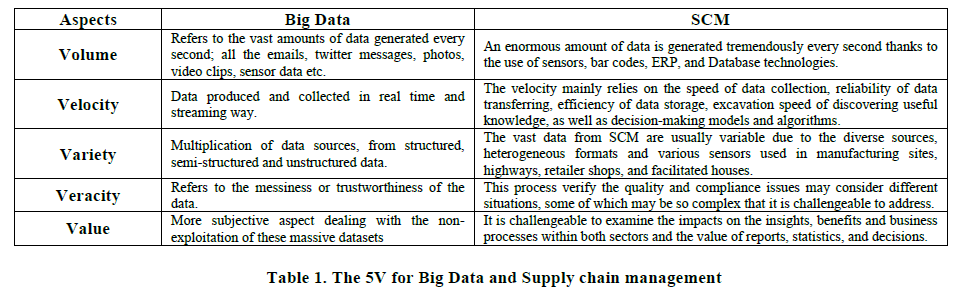 Aspects Big Data SCM
Volume
Refers to the vast amounts of data generated every
second; all the emails, twitter messages, photos,
video clips, sensor data etc.
An enormous amount of data is generated tremendously every second thanks to
the use of sensors, bar codes, ERP, and Database technologies.
Velocity
Data produced and collected in real time and
streaming way.
The velocity mainly relies on the speed of data collection, reliability of data
transferring, efficiency of data storage, excavation speed of discovering useful
knowledge, as well as decision-making models and algorithms.
Variety
Multiplication of data sources, from structured,
semi-structured and unstructured data.
The vast data from SCM are usually variable due to the diverse sources,
heterogeneous formats and various sensors used in manufacturing sites,
highways, retailer shops, and facilitated houses.
Veracity
Refers to the messiness or trustworthiness of the
data.
This process verify the quality and compliance issues may consider different
situations, some of which may be so complex that it is challengeable to address.
Value
More subjective aspect dealing with the non-
exploitation of these massive datasets
It is challengeable to examine the impacts on the insights, benefits and business
processes within both sectors and the value of reports, statistics, and decisions.
Table 1. The 5V for Big Data and Supply chain management